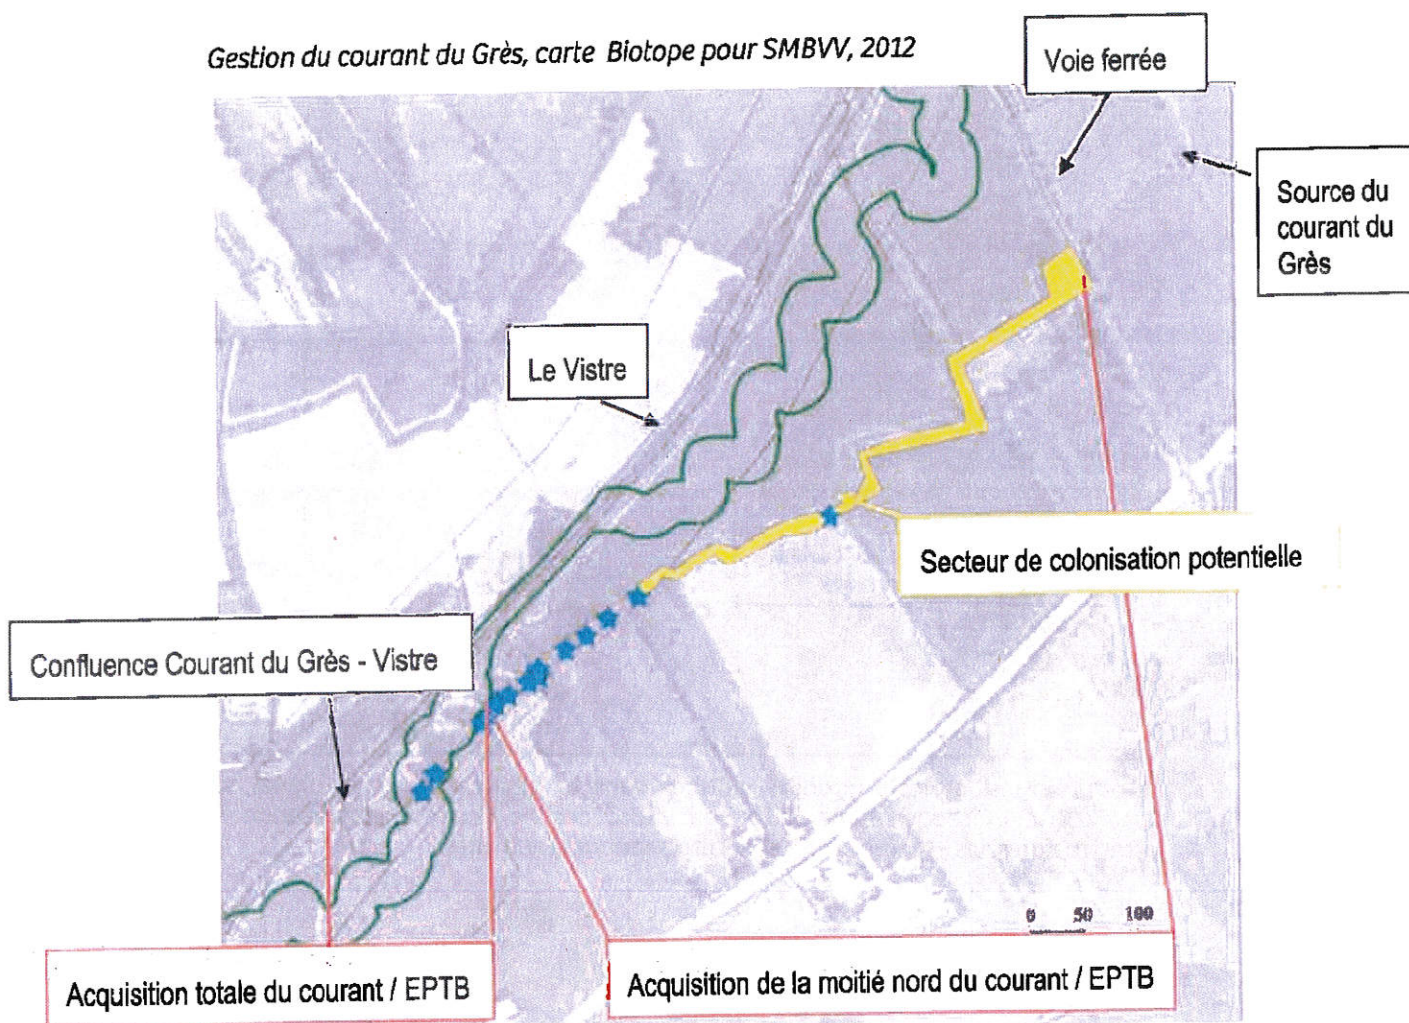 Gestion du courant du Grès, carte Biotope pour SMBVV, 2012
Voie ferrée
Source du
courant du
Grès
Le Vistre
Secteur de colonisation potentielle
Confluence Courant du Grès - Vistre
0 50 100
Acquisition totale du courant / EPTB
Acquisition de la moitié nord du courant / EPTB